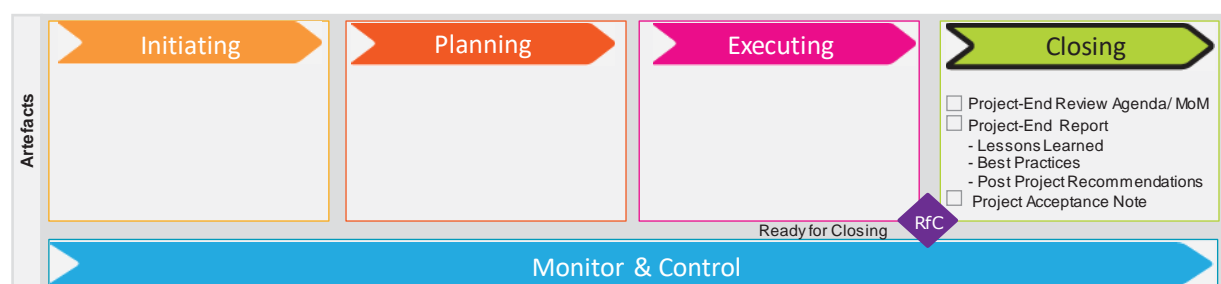 Artefacts
Initiating
Planning
Executing
Closing
Project-End Review Agenda/ MoM
Project-End Report
- Lessons Learned
- Best Practices
- Post Project Recommendations
Project Acceptance Note
Ready for Closing
RfC
Monitor & Control